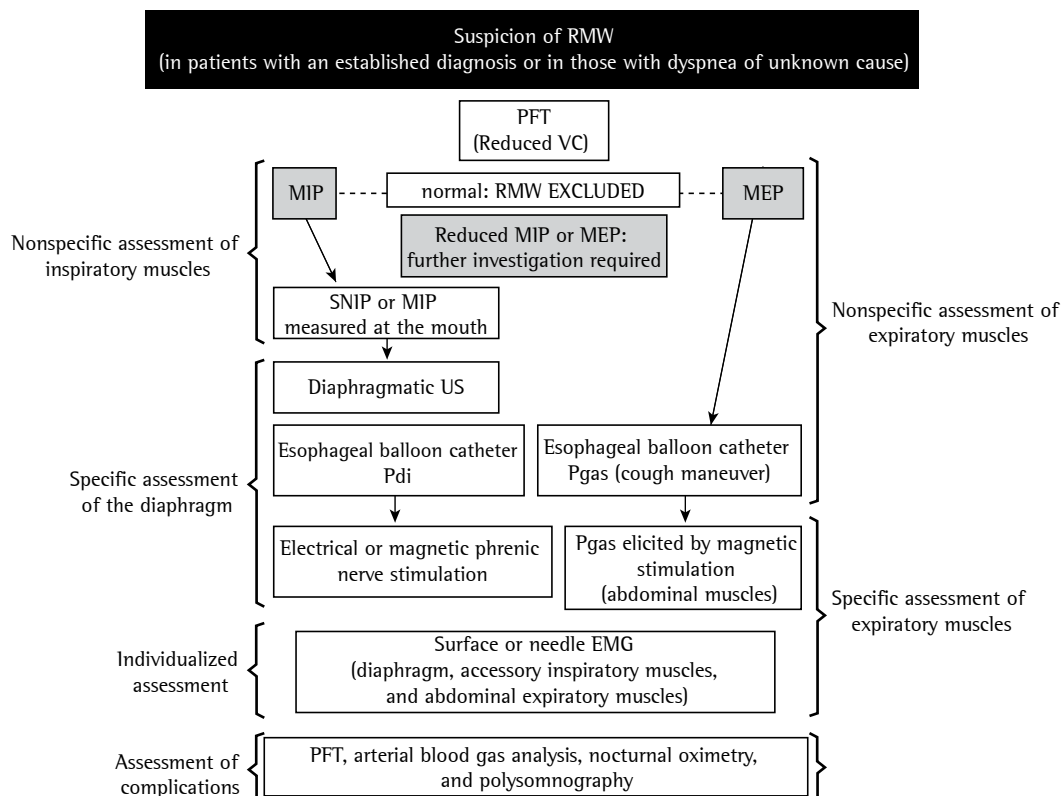 Suspicion of RMW
(in patients with an established diagnosis or in those with dyspnea of unknown cause)
PFT
(Reduced VC)
MIP
normal: RMW EXCLUDED
MEP
Reduced MIP or MEP:
further investigation required
Nonspecific assessment of
inspiratory muscles
SNIP or MIP
measured at the mouth
Nonspecific assessment of
expiratory muscles
Diaphragmatic US
Esophageal balloon catheter
Pdi
Esophageal balloon catheter
Pgas (cough maneuver)
Specific assessment
of the diaphragm
Electrical or magnetic phrenic
nerve stimulation
Pgas elicited by magnetic
stimulation
(abdominal muscles)
Specific assessment of
expiratory muscles
Individualized
assessment
Surface or needle EMG
(diaphragm, accessory inspiratory muscles,
and abdominal expiratory muscles)
Assessment of
complications
PFT, arterial blood gas analysis, nocturnal oximetry,
and polysomnography